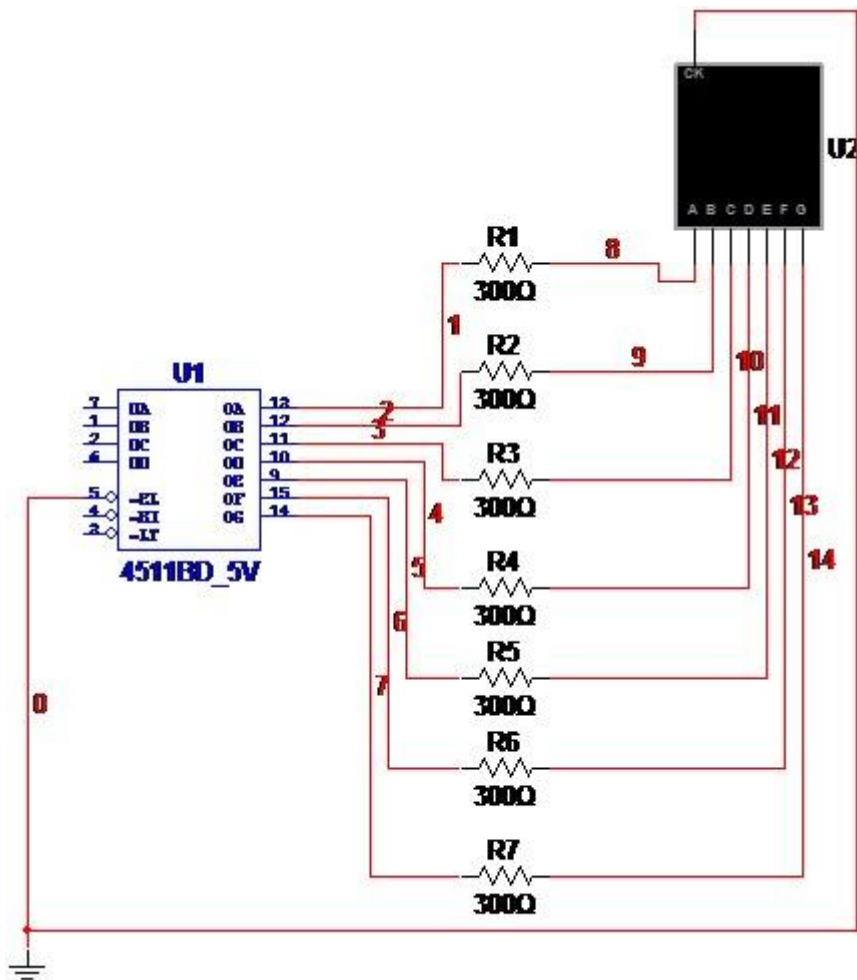 CK
U2
A B C D E F G
R1
8
300Ω
1
R2
9
300Ω
10
U1
7 DA OA 13
2
1 DB OB 12
3
2 DC OC 11
6 DD OD 10
OE 9
5 ~EL OF 15
4 ~BI OG 14
3 ~LT
4511BD_5V
11
R3
300Ω
12
4
13
5
R4
300Ω
14
6
R5
300Ω
7
0
R6
300Ω
R7
300Ω